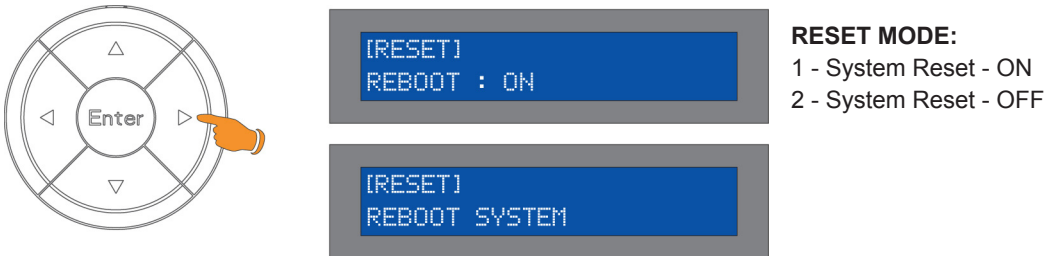 Enter
[RESET]
REBOOT : ON
[RESET]
REBOOT SYSTEM
RESET MODE:
1 - System Reset - ON
2 - System Reset - OFF